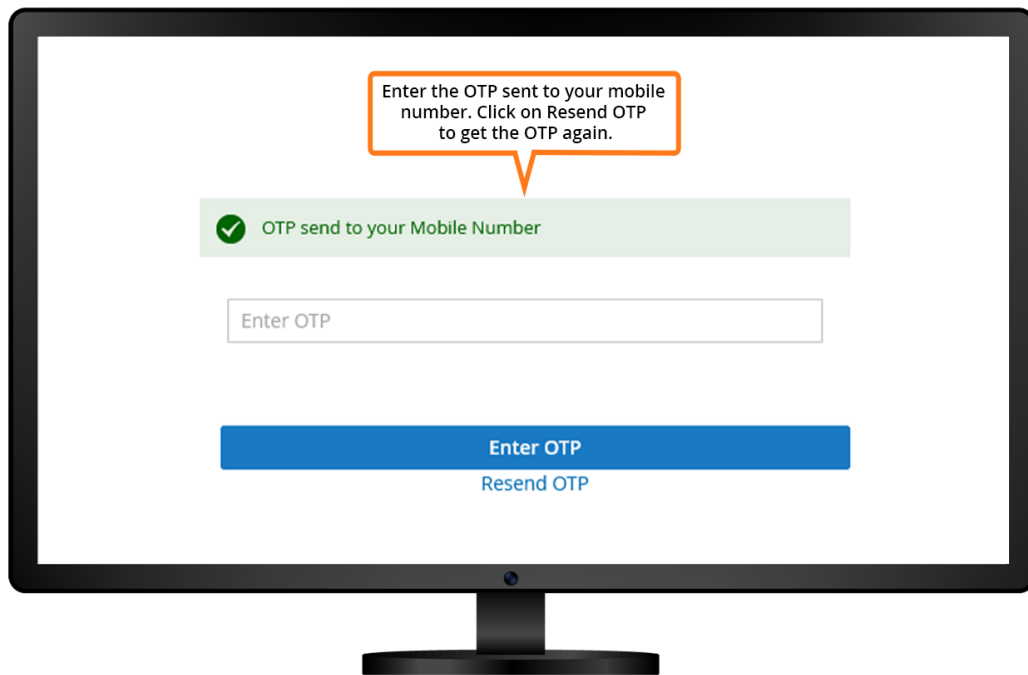 Enter the OTP sent to your mobile
number. Click on Resend OTP
to get the OTP again.
OTP send to your Mobile Number
Enter OTP
Enter OTP
Resend OTP